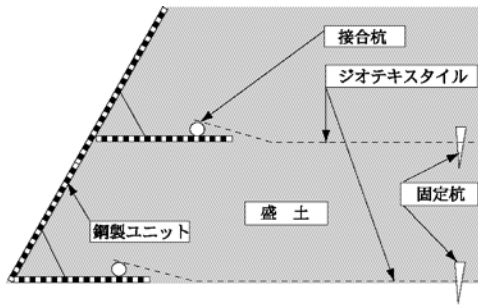 接合杭
ジオテキスタイル
固定杭
盛　土
鋼製ユニット